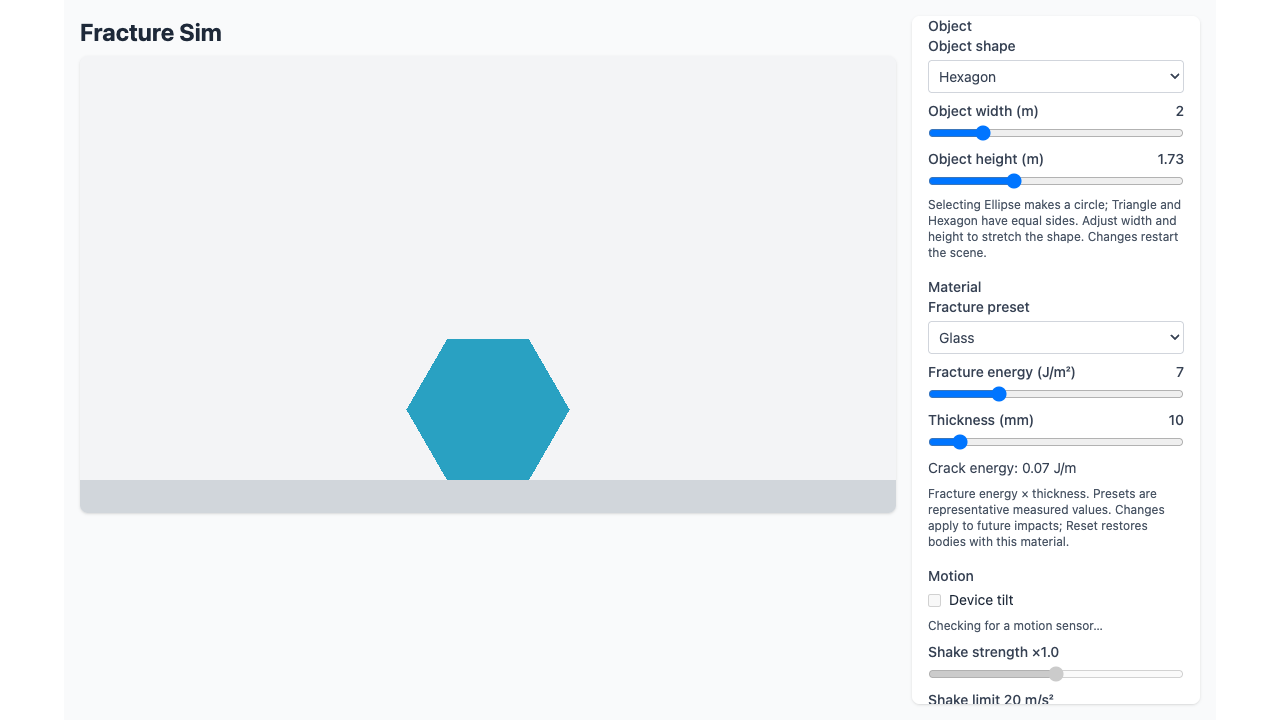 Fracture Sim
Object
Object shape
Hexagon
Object width (m) 2
Object height (m) 1.73
Selecting Ellipse makes a circle; Triangle and
Hexagon have equal sides. Adjust width and
height to stretch the shape. Changes restart
the scene.
Material
Fracture preset
Glass
Fracture energy (J/m²) 7
Thickness (mm) 10
Crack energy: 0.07 J/m
Fracture energy × thickness. Presets are
representative measured values. Changes
apply to future impacts; Reset restores
bodies with this material.
Motion
Device tilt
Checking for a motion sensor...
Shake strength ×1.0
Shake limit 20 m/s²